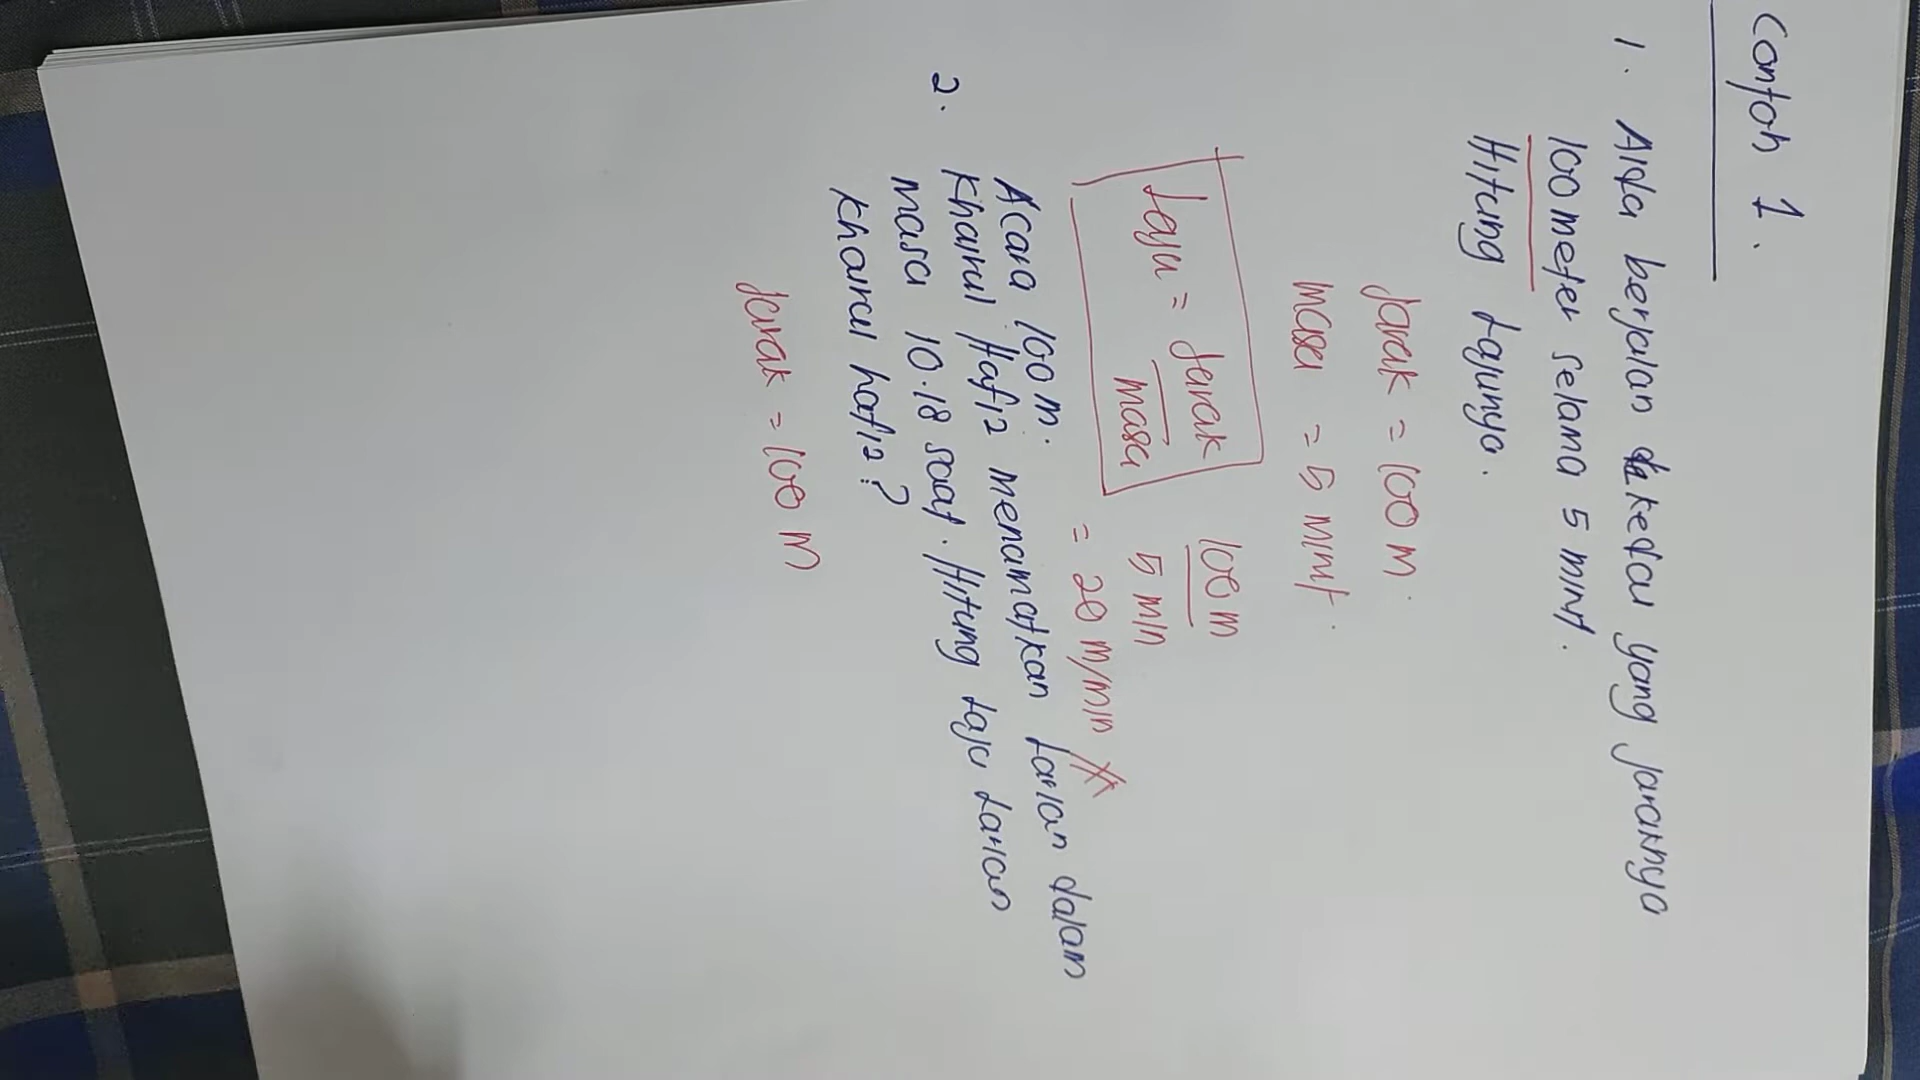 Contoh 1.
1. Aida berjalan kekedai yang jaraknya
100 meter selama 5 minit.
Hitung Lajunya.
Jarak = 100 m.
masa = 5 minit.
Laju = Jarak
masa
100 m
5 min
= 20 m/min
2. Acara 100 m.
Khairul Hafiz menamatkan larian dalam
masa 10.18 saat. Hitung laju Larian
khairul hafiz?
Jarak = 100 m